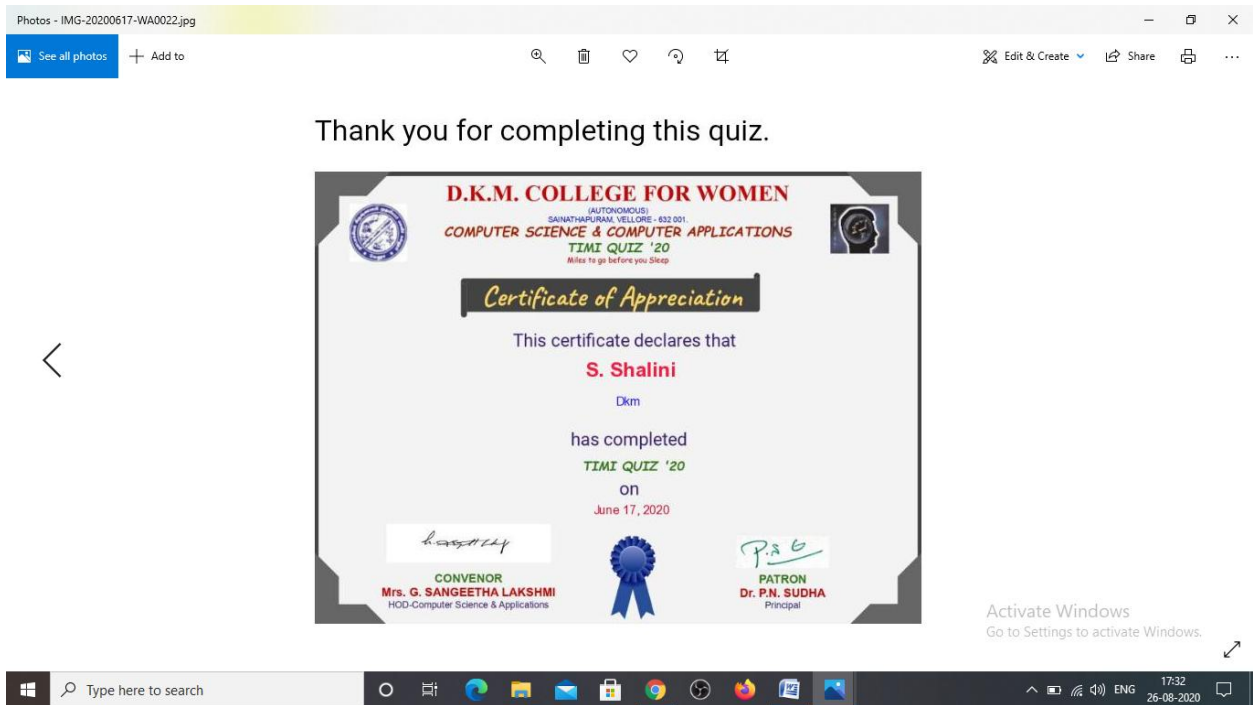 Photos - IMG-20200617-WA0022.jpg
See all photos
Add to
Edit & Create
Share
Thank you for completing this quiz.
D.K.M. COLLEGE FOR WOMEN
(AUTONOMOUS)
SAINATHAPURAM, VELLORE - 632 001.
COMPUTER SCIENCE & COMPUTER APPLICATIONS
TIMI QUIZ '20
Miles to go before you Sleep
Certificate of Appreciation
This certificate declares that
S. Shalini
Dkm
has completed
TIMI QUIZ '20
on
June 17, 2020
CONVENOR
Mrs. G. SANGEETHA LAKSHMI
HOD-Computer Science & Applications
P.S G
PATRON
Dr. P.N. SUDHA
Principal
Activate Windows
Go to Settings to activate Windows.
Type here to search
ENG
17:32
26-08-2020